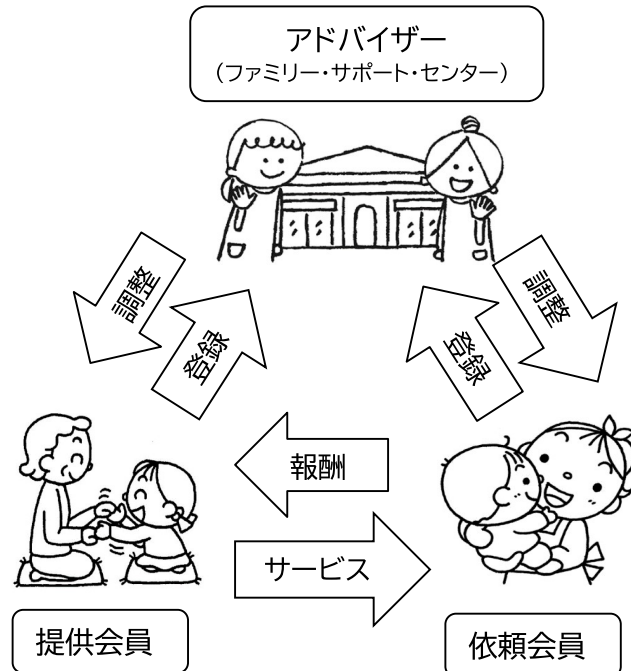 アドバイザー
（ファミリー・サポート・センター）
調整
登録
登録
調整
報酬
サービス
提供会員
依頼会員